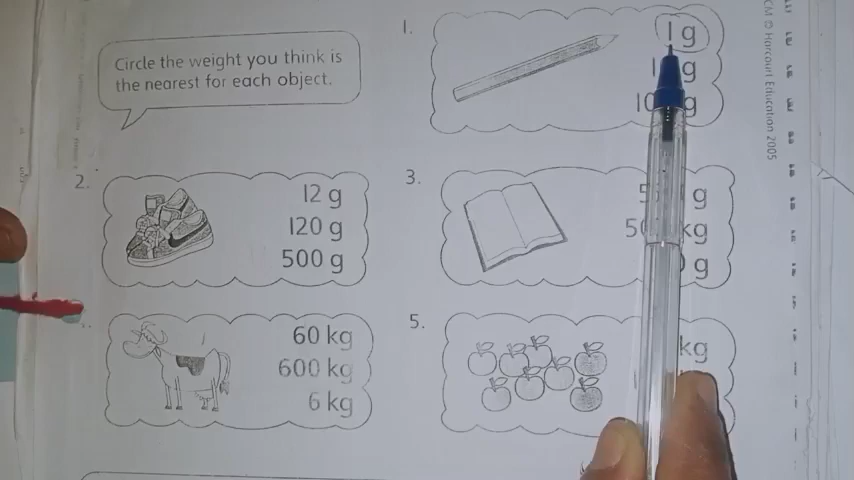 Circle the weight you think is
the nearest for each object.
1.
1 g
g
g
2.
12 g
120 g
500 g
3.
g
kg
g
60 kg
600 kg
6 kg
5.
kg
CM © Harcourt Education 2005